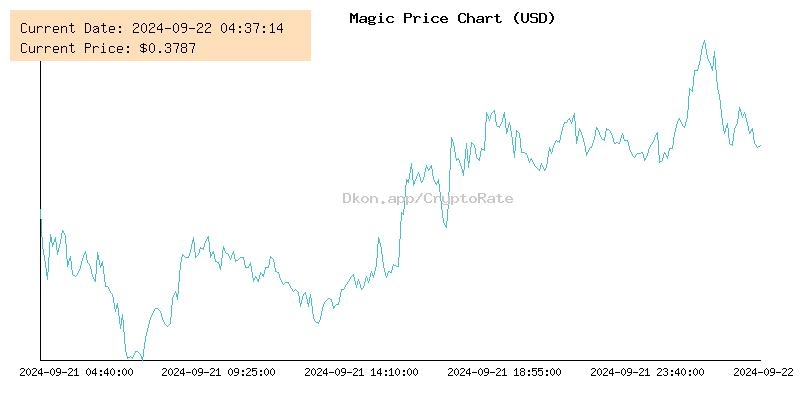 Magic Price Chart (USD)
Current Date: 2024-09-22 04:37:14
Current Price: $0.3787
Dkon.app/CryptoRate
2024-09-21 04:40:00 2024-09-21 09:25:00 2024-09-21 14:10:00 2024-09-21 18:55:00 2024-09-21 23:40:00 2024-09-22